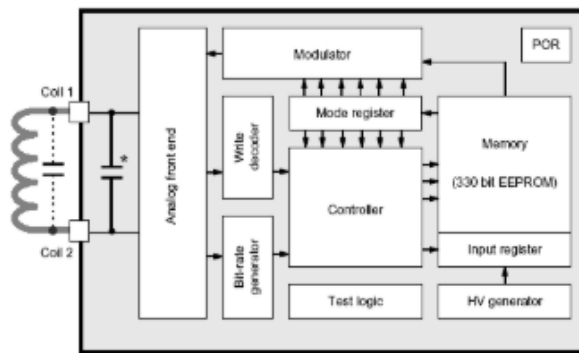 Coil 1
Coil 2
*
Analog front end
Modulator
POR
Write
decoder
Mode register
Memory
(330 bit EEPROM)
Controller
Bit-rate
generator
Input register
Test logic
HV generator